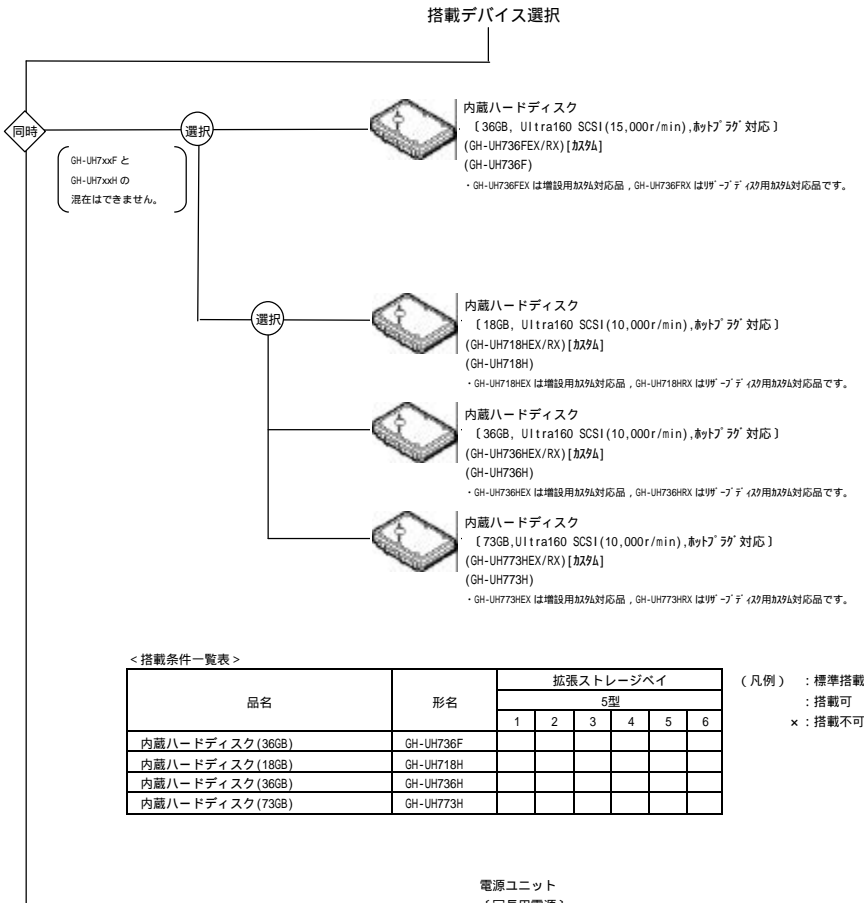 搭載デバイス選択
同時
選択
GH-UH7xxF と
GH-UH7xxH の
混在はできません。
内蔵ハードディスク
〔36GB, Ultra160 SCSI(15,000r/min),ﾎｯﾄﾌﾟﾗｸﾞ対応〕
(GH-UH736FEX/RX)[ｶｽﾀﾑ]
(GH-UH736F)
・GH-UH736FEX は増設用ｶｽﾀﾑ対応品，GH-UH736FRX はﾘｻﾞｰﾌﾞﾃﾞｨｽｸ用ｶｽﾀﾑ対応品です。
選択
内蔵ハードディスク
〔18GB, Ultra160 SCSI(10,000r/min),ﾎｯﾄﾌﾟﾗｸﾞ対応〕
(GH-UH718HEX/RX)[ｶｽﾀﾑ]
(GH-UH718H)
・GH-UH718HEX は増設用ｶｽﾀﾑ対応品，GH-UH718HRX はﾘｻﾞｰﾌﾞﾃﾞｨｽｸ用ｶｽﾀﾑ対応品です。
内蔵ハードディスク
〔36GB, Ultra160 SCSI(10,000r/min),ﾎｯﾄﾌﾟﾗｸﾞ対応〕
(GH-UH736HEX/RX)[ｶｽﾀﾑ]
(GH-UH736H)
・GH-UH736HEX は増設用ｶｽﾀﾑ対応品，GH-UH736HRX はﾘｻﾞｰﾌﾞﾃﾞｨｽｸ用ｶｽﾀﾑ対応品です。
内蔵ハードディスク
〔73GB,Ultra160 SCSI(10,000r/min),ﾎｯﾄﾌﾟﾗｸﾞ対応〕
(GH-UH773HEX/RX)[ｶｽﾀﾑ]
(GH-UH773H)
・GH-UH773HEX は増設用ｶｽﾀﾑ対応品，GH-UH773HRX はﾘｻﾞｰﾌﾞﾃﾞｨｽｸ用ｶｽﾀﾑ対応品です。
<搭載条件一覧表>
品名 形名 拡張ストレージベイ
5型
1 2 3 4 5 6
内蔵ハードディスク(36GB) GH-UH736F
内蔵ハードディスク(18GB) GH-UH718H
内蔵ハードディスク(36GB) GH-UH736H
内蔵ハードディスク(73GB) GH-UH773H
(凡例) :標準搭載
:搭載可
×:搭載不可
電源ユニット